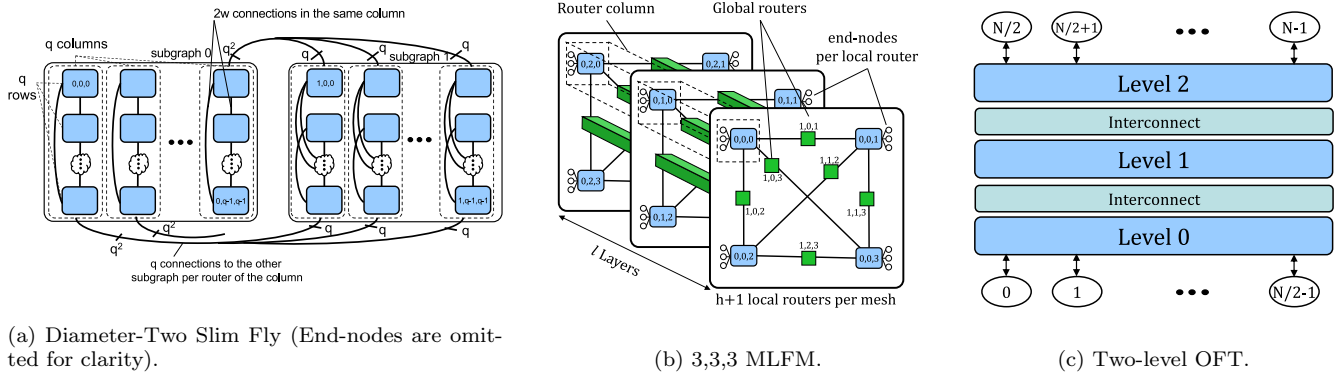 2w connections in the same column
q columns
subgraph 0
q²
q
q
subgraph 1
q
rows
0,0,0
1,0,0
0,q-1,q-1
1,q-1,q-1
q²
q²
q
q
q
q connections to the other
subgraph per router of the column
(a) Diameter-Two Slim Fly (End-nodes are omit-
ted for clarity).
Router column
Global routers
end-nodes
per local router
0,2,0
0,2,1
0,1,0
0,1,1
0,0,0
1,0,1
0,0,1
1,1,2
1,0,3
0,2,3
1,0,2
1,1,3
0,1,2
0,0,2
1,2,3
0,0,3
l Layers
h+1 local routers per mesh
(b) 3,3,3 MLFM.
N/2
N/2+1
N-1
Level 2
Interconnect
Level 1
Interconnect
Level 0
0
1
N/2-1
(c) Two-level OFT.